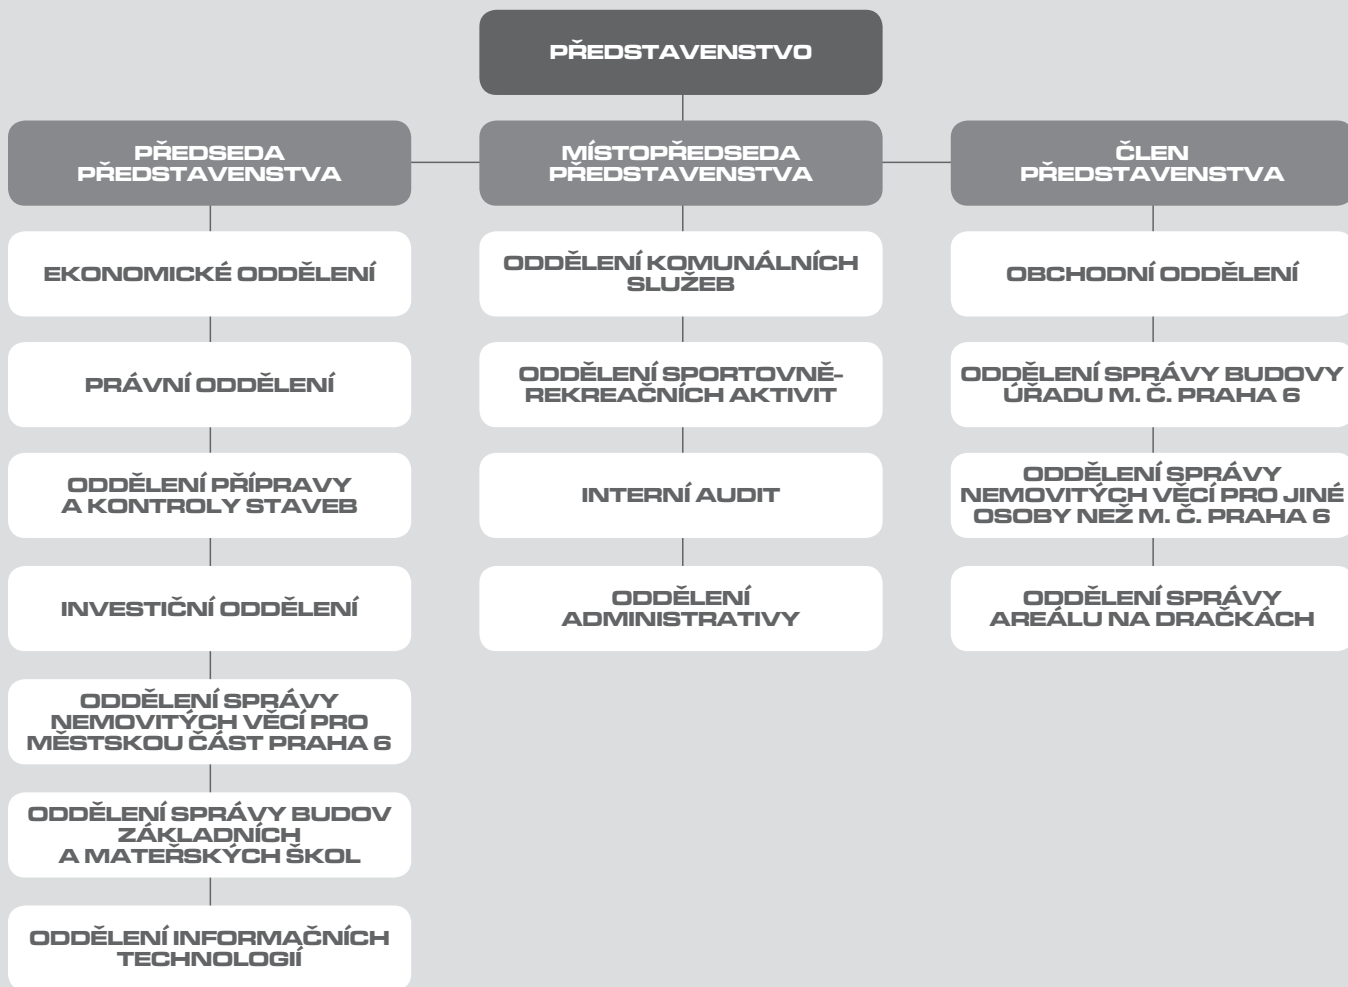 PŘEDSTAVENSTVO
PŘEDSEDA
PŘEDSTAVENSTVA
MÍSTOPŘEDSEDA
PŘEDSTAVENSTVA
ČLEN
PŘEDSTAVENSTVA
EKONOMICKÉ ODDĚLENÍ
PRÁVNÍ ODDĚLENÍ
ODDĚLENÍ PŘÍPRAVY
A KONTROLY STAVEB
INVESTIČNÍ ODDĚLENÍ
ODDĚLENÍ SPRÁVY
NEMOVITÝCH VĚCÍ PRO
MĚSTSKOU ČÁST PRAHA 6
ODDĚLENÍ SPRÁVY BUDOV
ZÁKLADNÍCH
A MATEŘSKÝCH ŠKOL
ODDĚLENÍ INFORMAČNÍCH
TECHNOLOGIÍ
ODDĚLENÍ KOMUNÁLNÍCH
SLUŽEB
ODDĚLENÍ SPORTOVNĚ-
REKREAČNÍCH AKTIVIT
INTERNÍ AUDIT
ODDĚLENÍ
ADMINISTRATIVY
OBCHODNÍ ODDĚLENÍ
ODDĚLENÍ SPRÁVY BUDOVY
ÚŘADU M. Č. PRAHA 6
ODDĚLENÍ SPRÁVY
NEMOVITÝCH VĚCÍ PRO JINÉ
OSOBY NEŽ M. Č. PRAHA 6
ODDĚLENÍ SPRÁVY
AREÁLU NA DRAČKÁCH